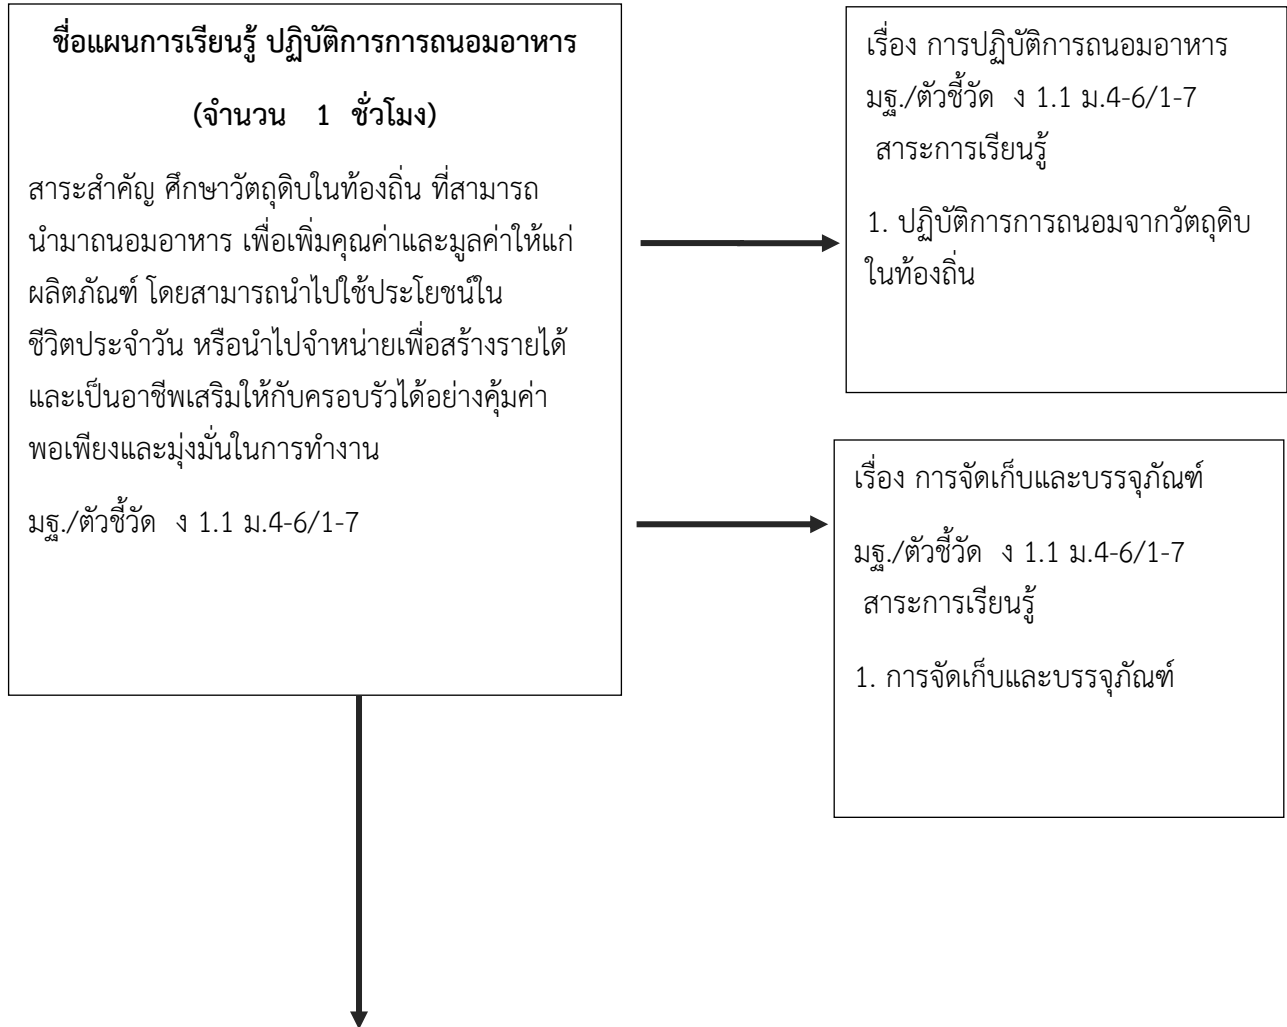 ชื่อแผนการเรียนรู้ ปฏิบัติการการถนอมอาหาร
(จำนวน 1 ชั่วโมง)
สาระสำคัญ ศึกษาวัตถุดิบในท้องถิ่น ที่สามารถ
นำมาถนอมอาหาร เพื่อเพิ่มคุณค่าและมูลค่าให้แก่
ผลิตภัณฑ์ โดยสามารถนำไปใช้ประโยชน์ใน
ชีวิตประจำวัน หรือนำไปจำหน่ายเพื่อสร้างรายได้
และเป็นอาชีพเสริมให้กับครอบรัวได้อย่างคุ้มค่า
พอเพียงและมุ่งมั่นในการทำงาน
มฐ./ตัวชี้วัด ง 1.1 ม.4-6/1-7
เรื่อง การปฏิบัติการถนอมอาหาร
มฐ./ตัวชี้วัด ง 1.1 ม.4-6/1-7
สาระการเรียนรู้
1. ปฏิบัติการการถนอมจากวัตถุดิบ
ในท้องถิ่น
เรื่อง การจัดเก็บและบรรจุภัณฑ์
มฐ./ตัวชี้วัด ง 1.1 ม.4-6/1-7
สาระการเรียนรู้
1. การจัดเก็บและบรรจุภัณฑ์